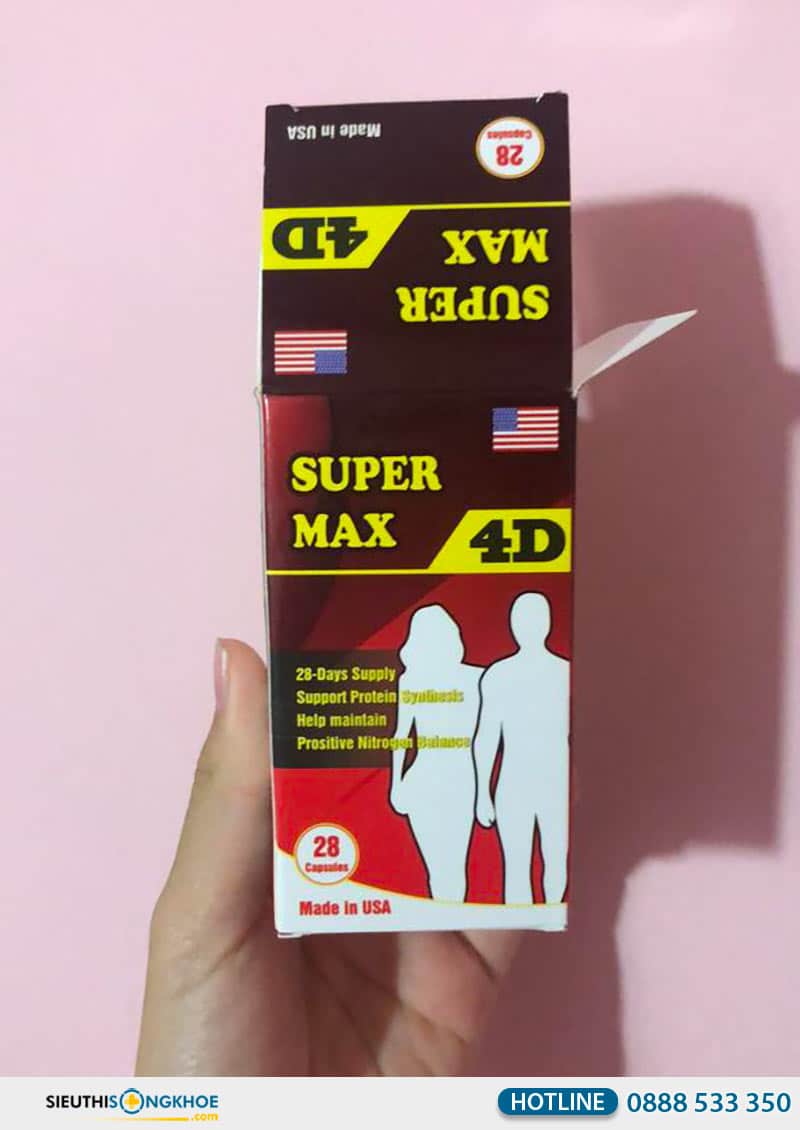 Made in USA
28
Capsules
4D
SUPER
MAX
SUPER
MAX
4D
28-Days Supply
Support Protein Synthesis
Help maintain
Prositive Nitrogen Balance
28
Capsules
Made in USA
SIEUTHISONGKHOE
.com
HOTLINE 0888 533 350